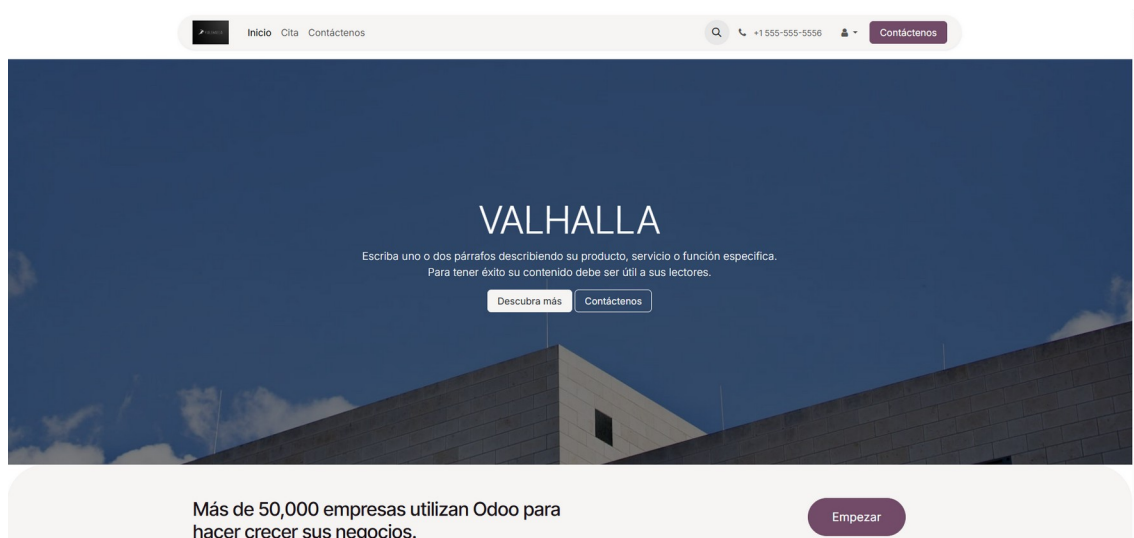 Inicio Cita Contáctenos +1 555-555-5556 Contáctenos
VALHALLA
Escriba uno o dos párrafos describiendo su producto, servicio o función especifica.
Para tener éxito su contenido debe ser útil a sus lectores.
Descubra más Contáctenos
Más de 50,000 empresas utilizan Odoo para
hacer crecer sus negocios.
Empezar